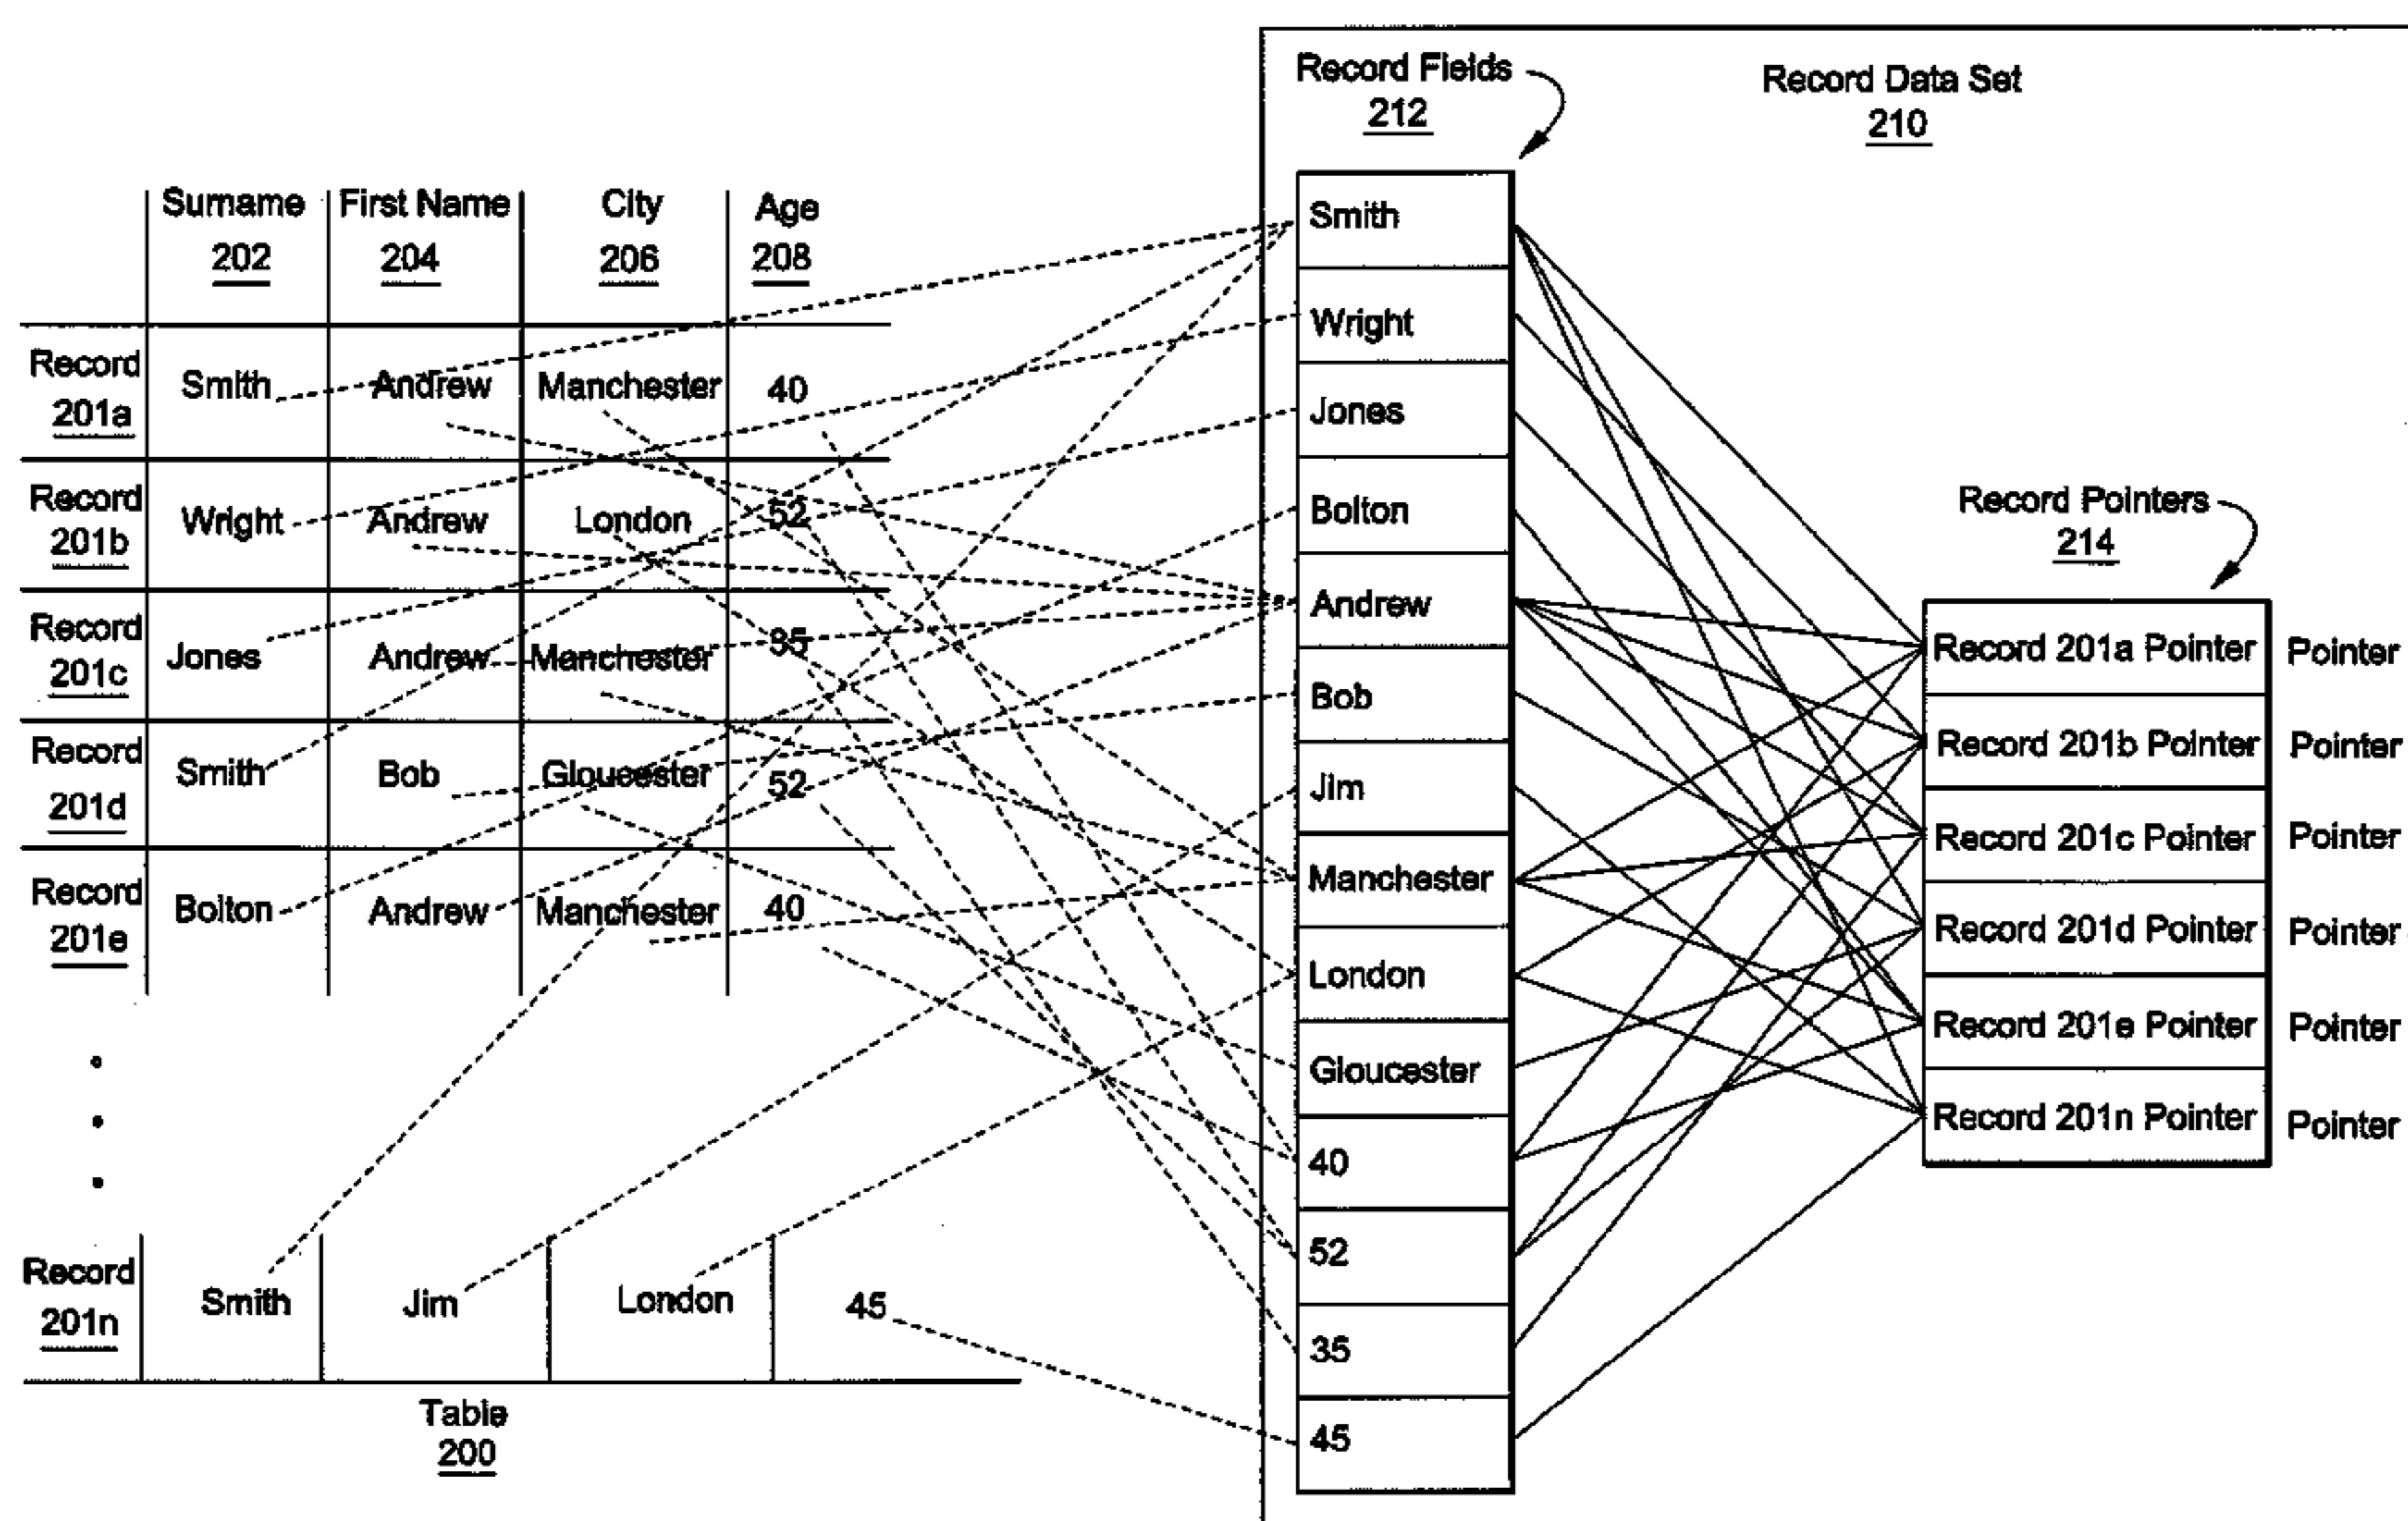 Surname First Name City Age
202 204 206 208
Record 201a Smith Andrew Manchester 40
Record 201b Wright Andrew London 52
Record 201c Jones Andrew Manchester 35
Record 201d Smith Bob Gloucester 52
Record 201e Bolton Andrew Manchester 40
Record 201n Smith Jim London 45
Table
200
Record Fields
212
Record Data Set
210
Smith
Wright
Jones
Bolton
Andrew
Bob
Jim
Manchester
London
Gloucester
40
52
35
45
Record Pointers
214
Record 201a Pointer Pointer
Record 201b Pointer Pointer
Record 201c Pointer Pointer
Record 201d Pointer Pointer
Record 201e Pointer Pointer
Record 201n Pointer Pointer